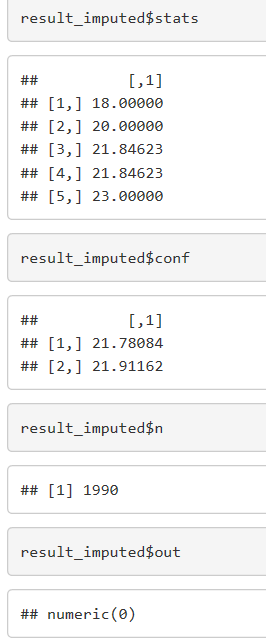 result_imputed$stats
##          [,1]
## [1,] 18.00000
## [2,] 20.00000
## [3,] 21.84623
## [4,] 21.84623
## [5,] 23.00000
result_imputed$conf
##          [,1]
## [1,] 21.78084
## [2,] 21.91162
result_imputed$n
## [1] 1990
result_imputed$out
## numeric(0)